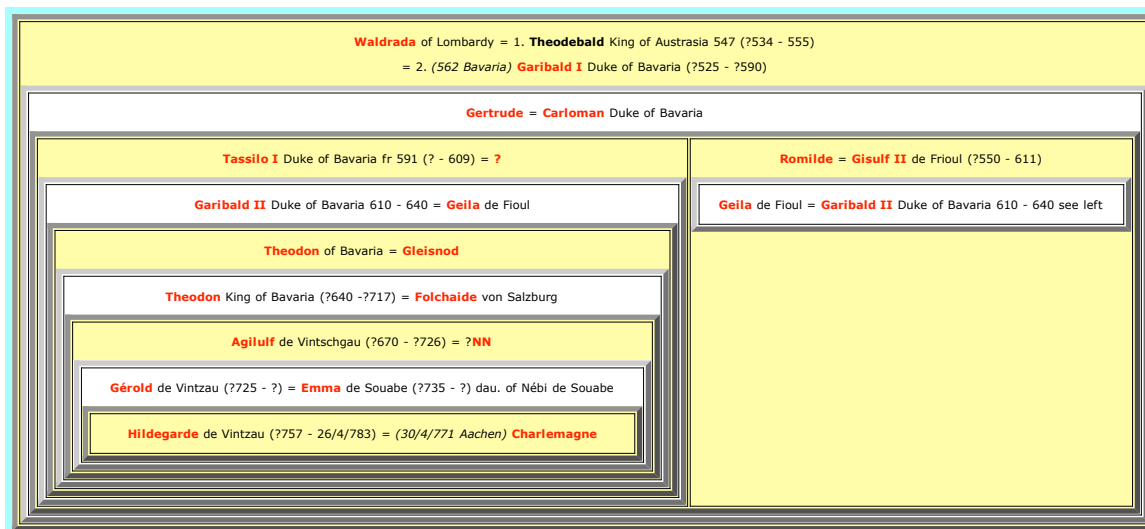 Waldrada of Lombardy = 1. Theodebald King of Austrasia 547 (?534 - 555)
= 2. (562 Bavaria) Garibald I Duke of Bavaria (?525 - ?590)
Gertrude = Carloman Duke of Bavaria
Tassilo I Duke of Bavaria fr 591 (? - 609) = ?
Romilde = Gisulf II de Frioul (?550 - 611)
Garibald II Duke of Bavaria 610 - 640 = Geila de Fioul
Geila de Fioul = Garibald II Duke of Bavaria 610 - 640 see left
Theodon of Bavaria = Gleisnod
Theodon King of Bavaria (?640 -?717) = Folchaide von Salzburg
Agilulf de Vintschgau (?670 - ?726) = ?NN
Gérold de Vintzau (?725 - ?) = Emma de Souabe (?735 - ?) dau. of Nébi de Souabe
Hildegarde de Vintzau (?757 - 26/4/783) = (30/4/771 Aachen) Charlemagne